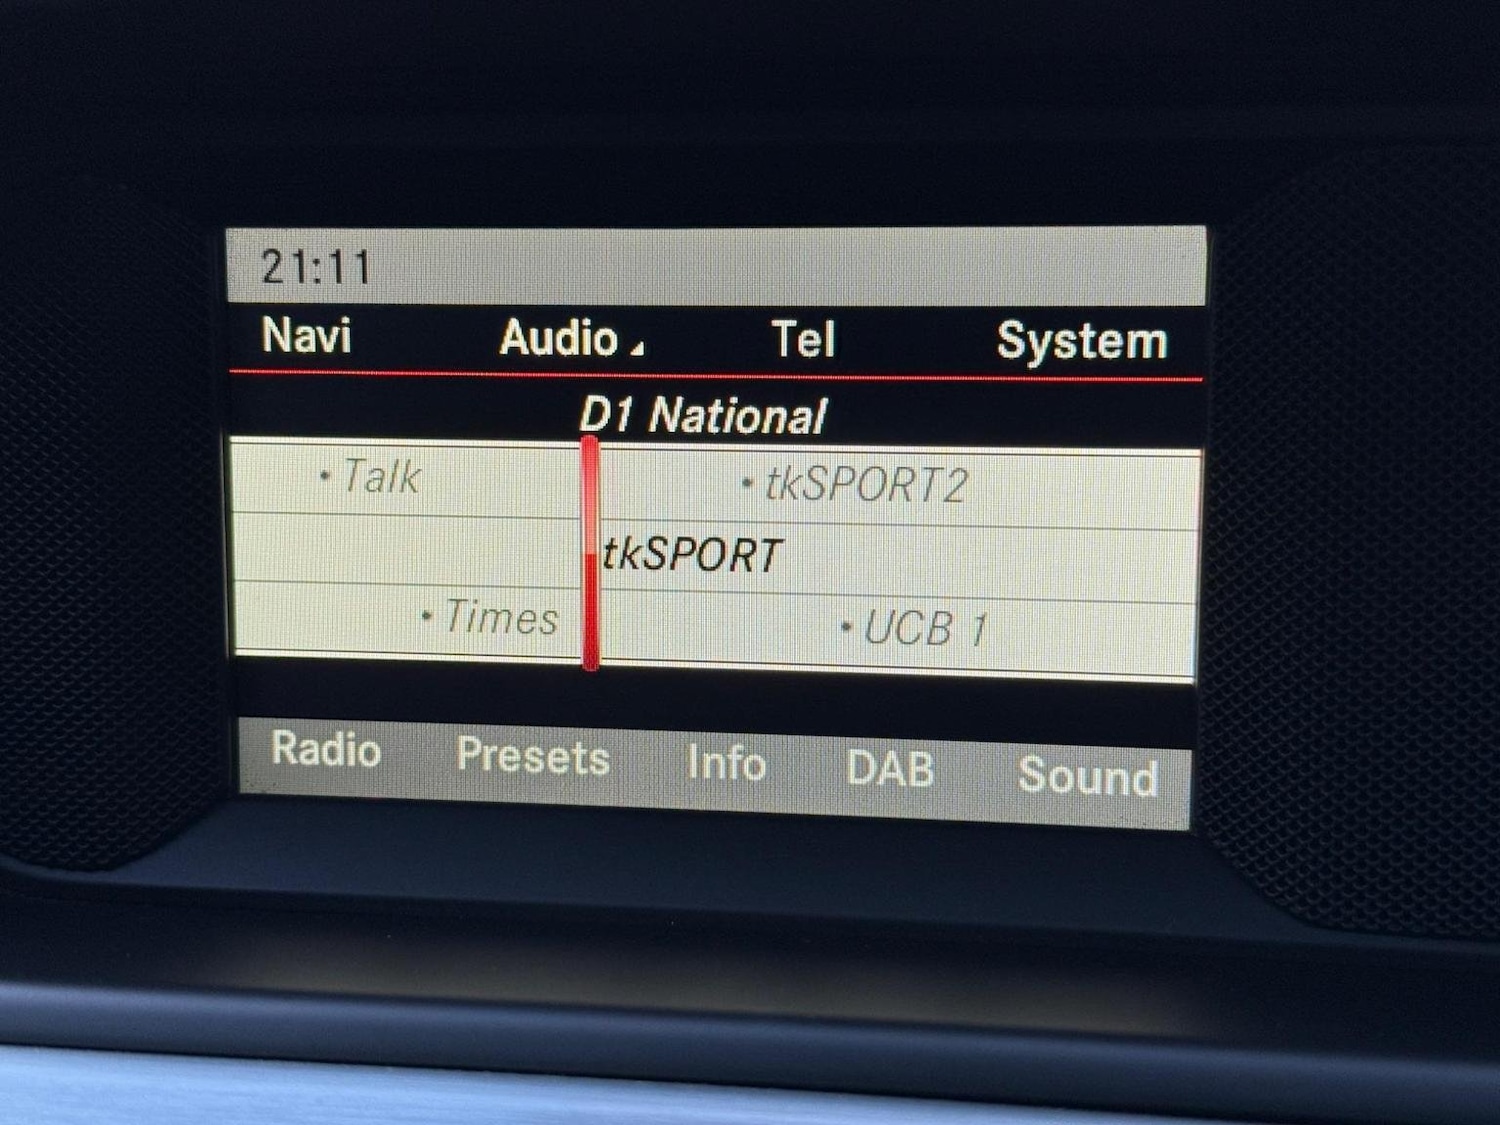 21:11
Navi Audio Tel System
D1 National
• Talk • tkSPORT2
tkSPORT
• Times • UCB 1
Radio Presets Info DAB Sound